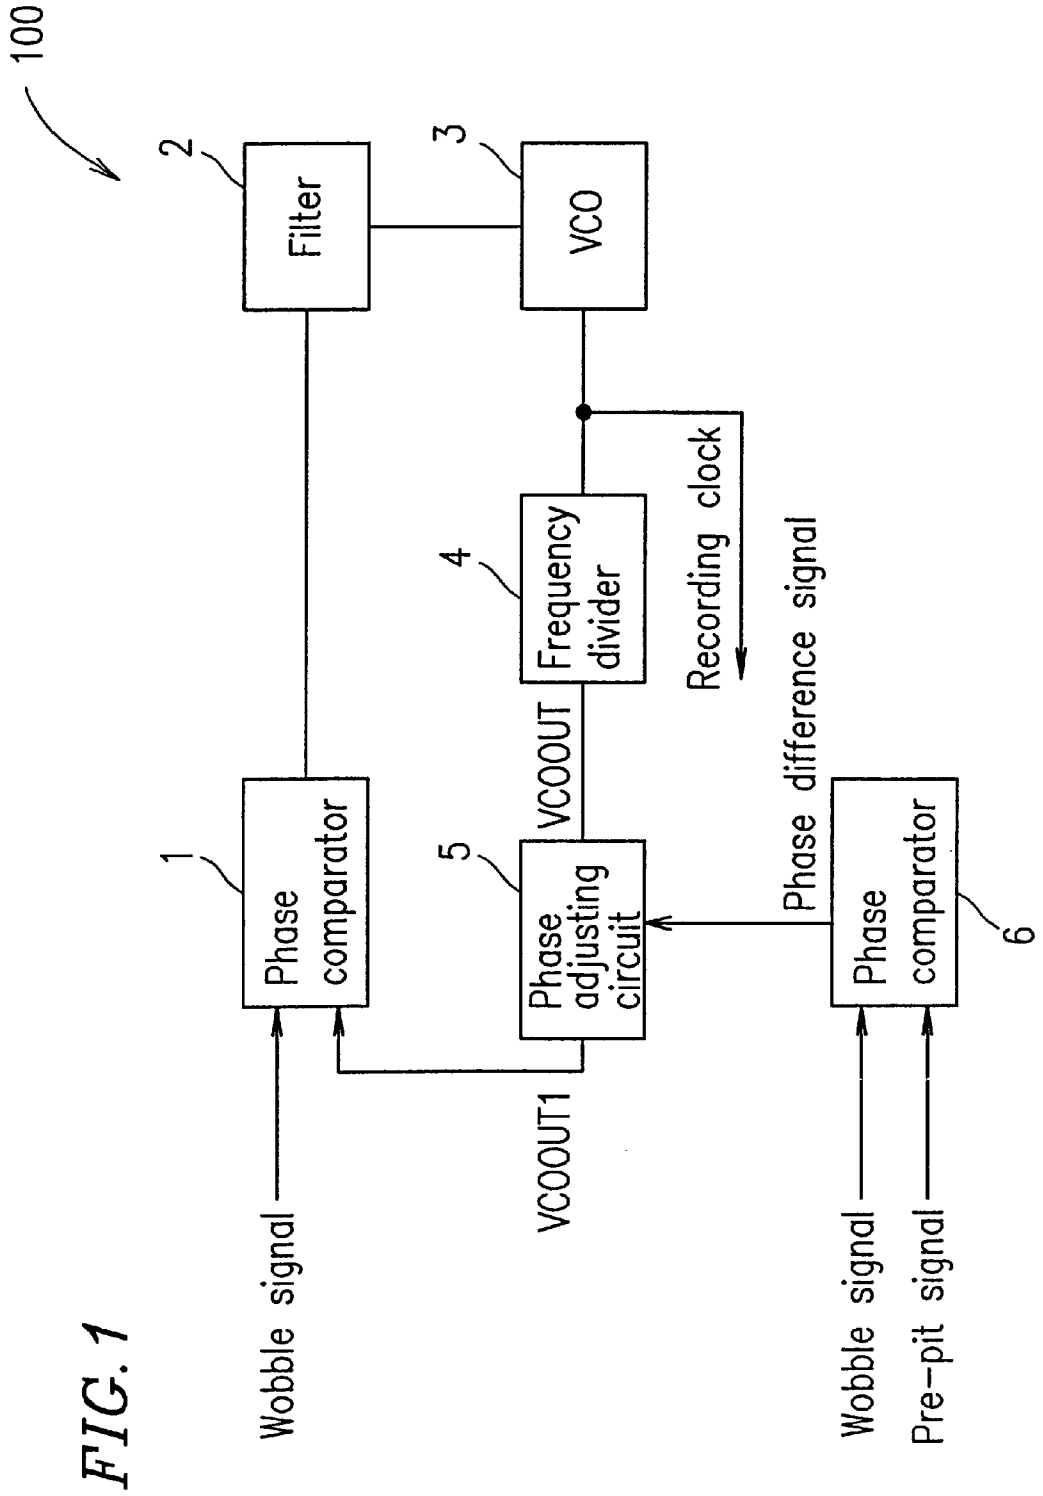 FIG. 1
100
Wobble signal
1
Phase
comparator
2
Filter
3
VCO
4
Frequency
divider
VCOOUT
5
Phase
adjusting
circuit
VCOOUT1
Recording clock
Phase difference signal
Wobble signal
Pre-pit signal
Phase
comparator
6